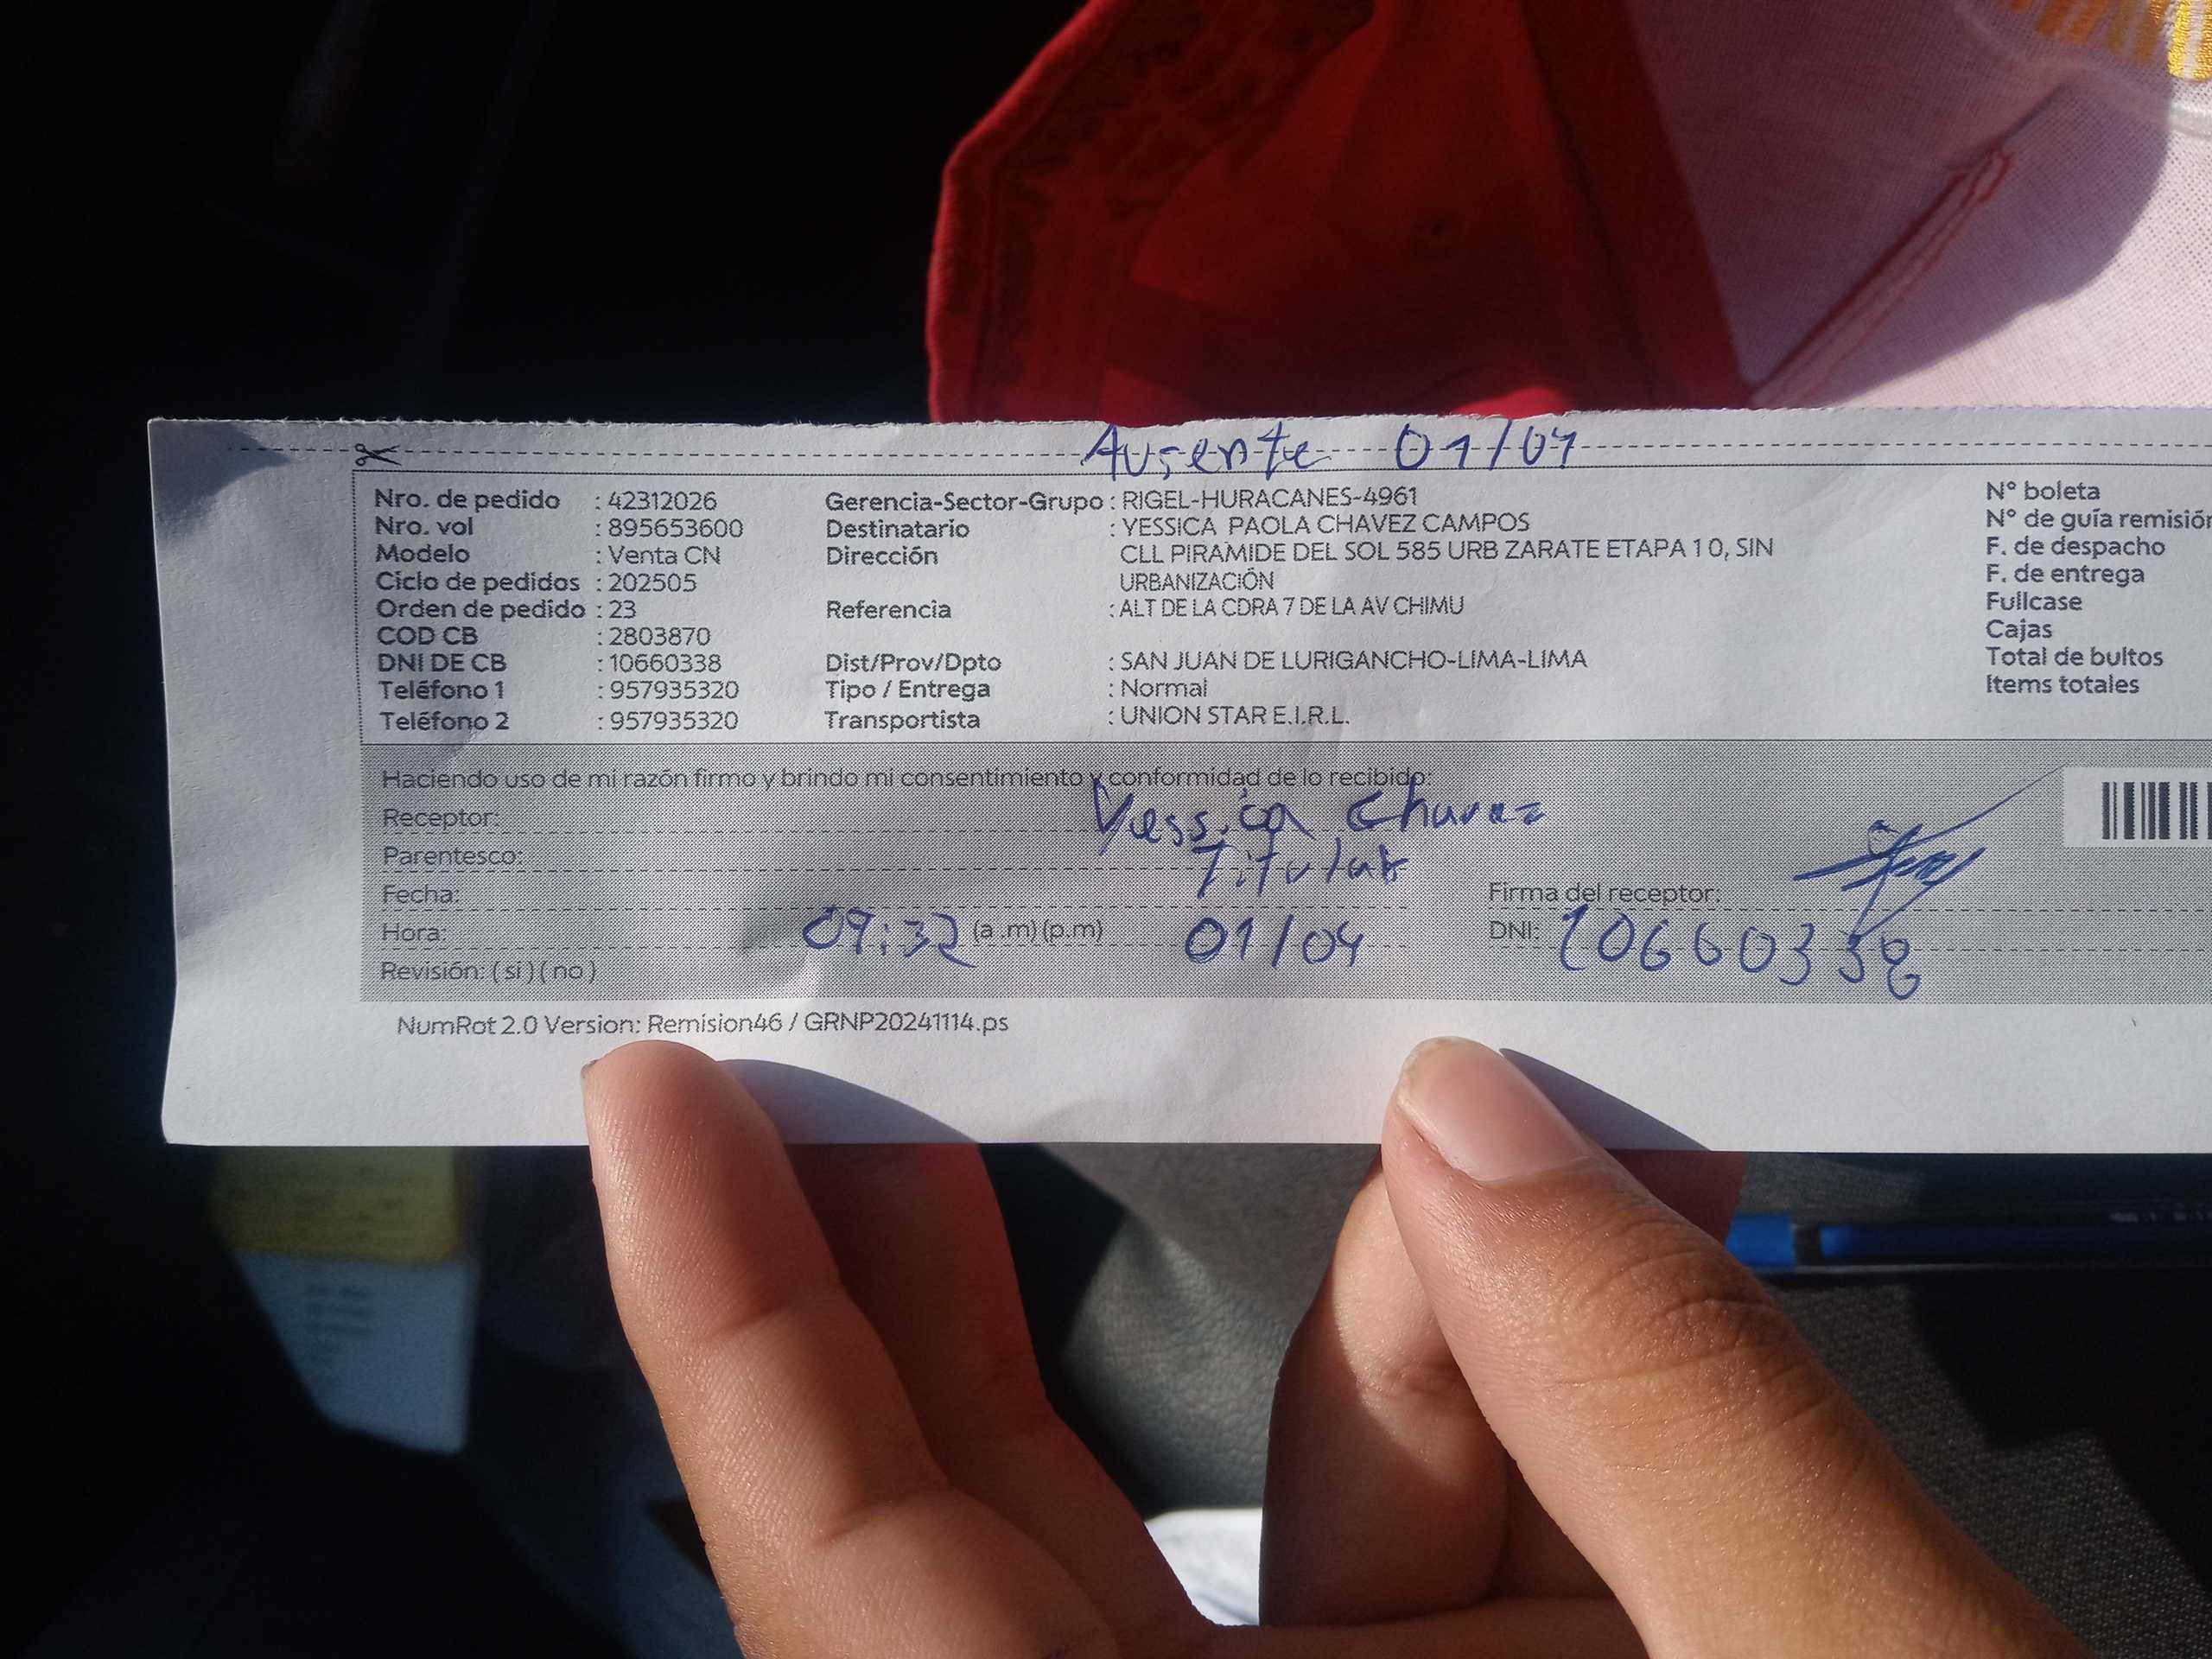 Ausente 01/04
Nro. de pedido : 42312026
Nro. vol : 895653600
Modelo : Venta CN
Ciclo de pedidos : 202505
Orden de pedido : 23
COD CB : 2803870
DNI DE CB : 10660338
Teléfono 1 : 957935320
Teléfono 2 : 957935320
Gerencia-Sector-Grupo : RIGEL-HURACANES-4961
Destinatario : YESSICA PAOLA CHAVEZ CAMPOS
Dirección CLL PIRAMIDE DEL SOL 585 URB ZARATE ETAPA 1 0, SIN
URBANIZACIÓN
Referencia : ALT DE LA CDRA 7 DE LA AV CHIMU
Dist/Prov/Dpto : SAN JUAN DE LURIGANCHO-LIMA-LIMA
Tipo / Entrega : Normal
Transportista : UNION STAR E.I.R.L.
N° boleta
N° de guía remisión
F. de despacho
F. de entrega
Fullcase
Cajas
Total de bultos
Items totales
Haciendo uso de mi razón firmo y brindo mi consentimiento y conformidad de lo recibido:
Receptor: Yessica Chavez
Parentesco: Titular
Fecha:
Hora: 09:32 (a .m) (p.m) 01/04
Revisión: ( si ) ( no )
Firma del receptor:
DNI: 10660338
NumRot 2.0 Version: Remision46 / GRNP20241114.ps